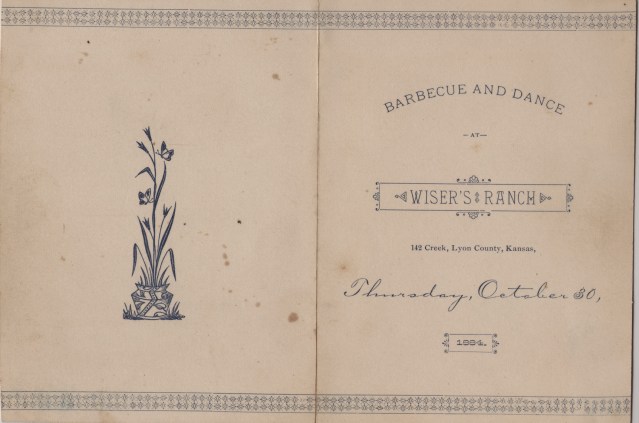 BARBECUE AND DANCE
—AT—
WISER'S RANCH
142 Creek, Lyon County, Kansas,
Thursday, October 30,
1884.